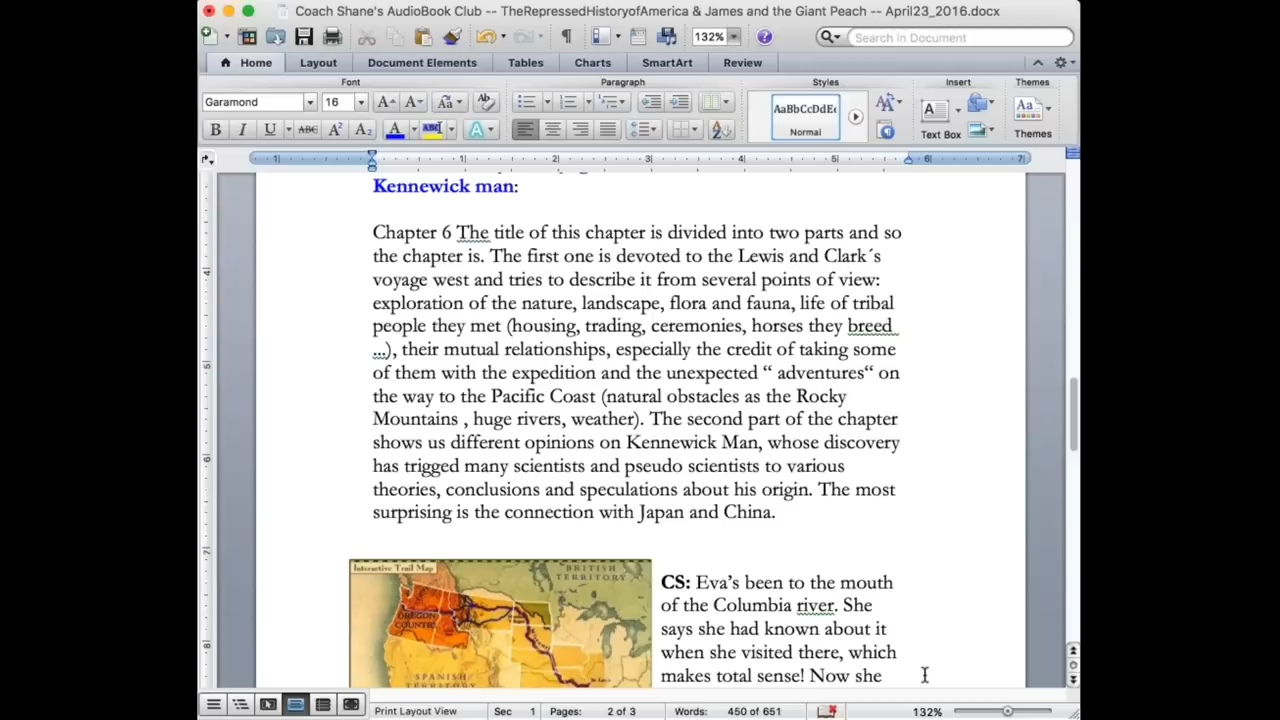 Coach Shane's AudioBook Club -- TheRepressedHistoryofAmerica & James and the Giant Peach -- April23_2016.docx
132% Search in Document
Home Layout Document Elements Tables Charts SmartArt Review
Font Paragraph Styles Insert Themes
Garamond 16 AaBbCcDdE Normal Text Box Themes
Kennewick man:
Chapter 6 The title of this chapter is divided into two parts and so
the chapter is. The first one is devoted to the Lewis and Clark´s
voyage west and tries to describe it from several points of view:
exploration of the nature, landscape, flora and fauna, life of tribal
people they met (housing, trading, ceremonies, horses they breed
...), their mutual relationships, especially the credit of taking some
of them with the expedition and the unexpected “ adventures“ on
the way to the Pacific Coast (natural obstacles as the Rocky
Mountains , huge rivers, weather). The second part of the chapter
shows us different opinions on Kennewick Man, whose discovery
has trigged many scientists and pseudo scientists to various
theories, conclusions and speculations about his origin. The most
surprising is the connection with Japan and China.
Interactive Trail Map
BRITISH
TERRITORY
OREGON
COUNTRY
SPANISH
TERRITORY
St. Louis
CS: Eva’s been to the mouth
of the Columbia river. She
says she had known about it
when she visited there, which
makes total sense! Now she
Print Layout View Sec 1 Pages: 2 of 3 Words: 450 of 651 132%